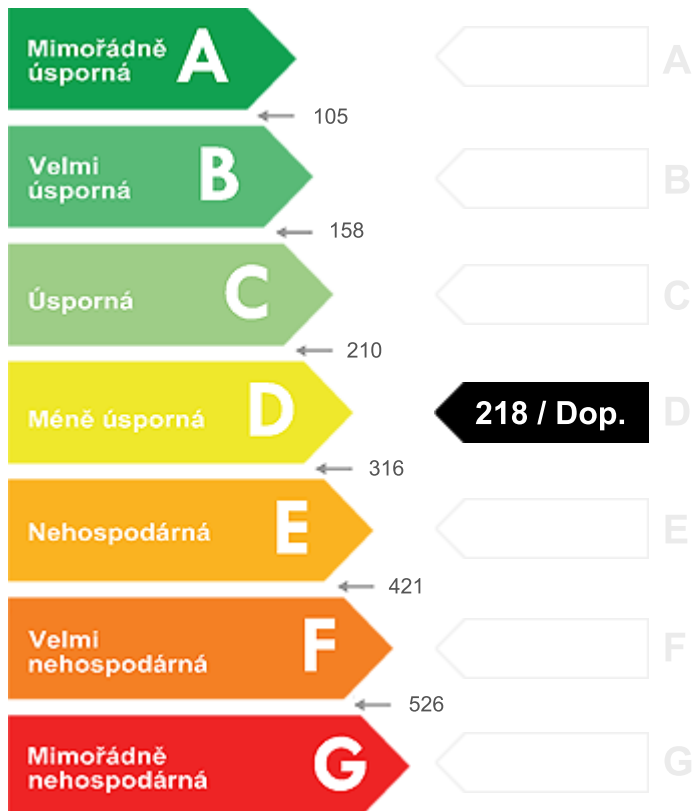 Mimořádně
úsporná
A
A
105
Velmi
úsporná
B
B
158
Úsporná
C
C
210
Méně úsporná
D
218 / Dop.
D
316
Nehospodárná
E
E
421
Velmi
nehospodárná
F
F
526
Mimořádně
nehospodárná
G
G